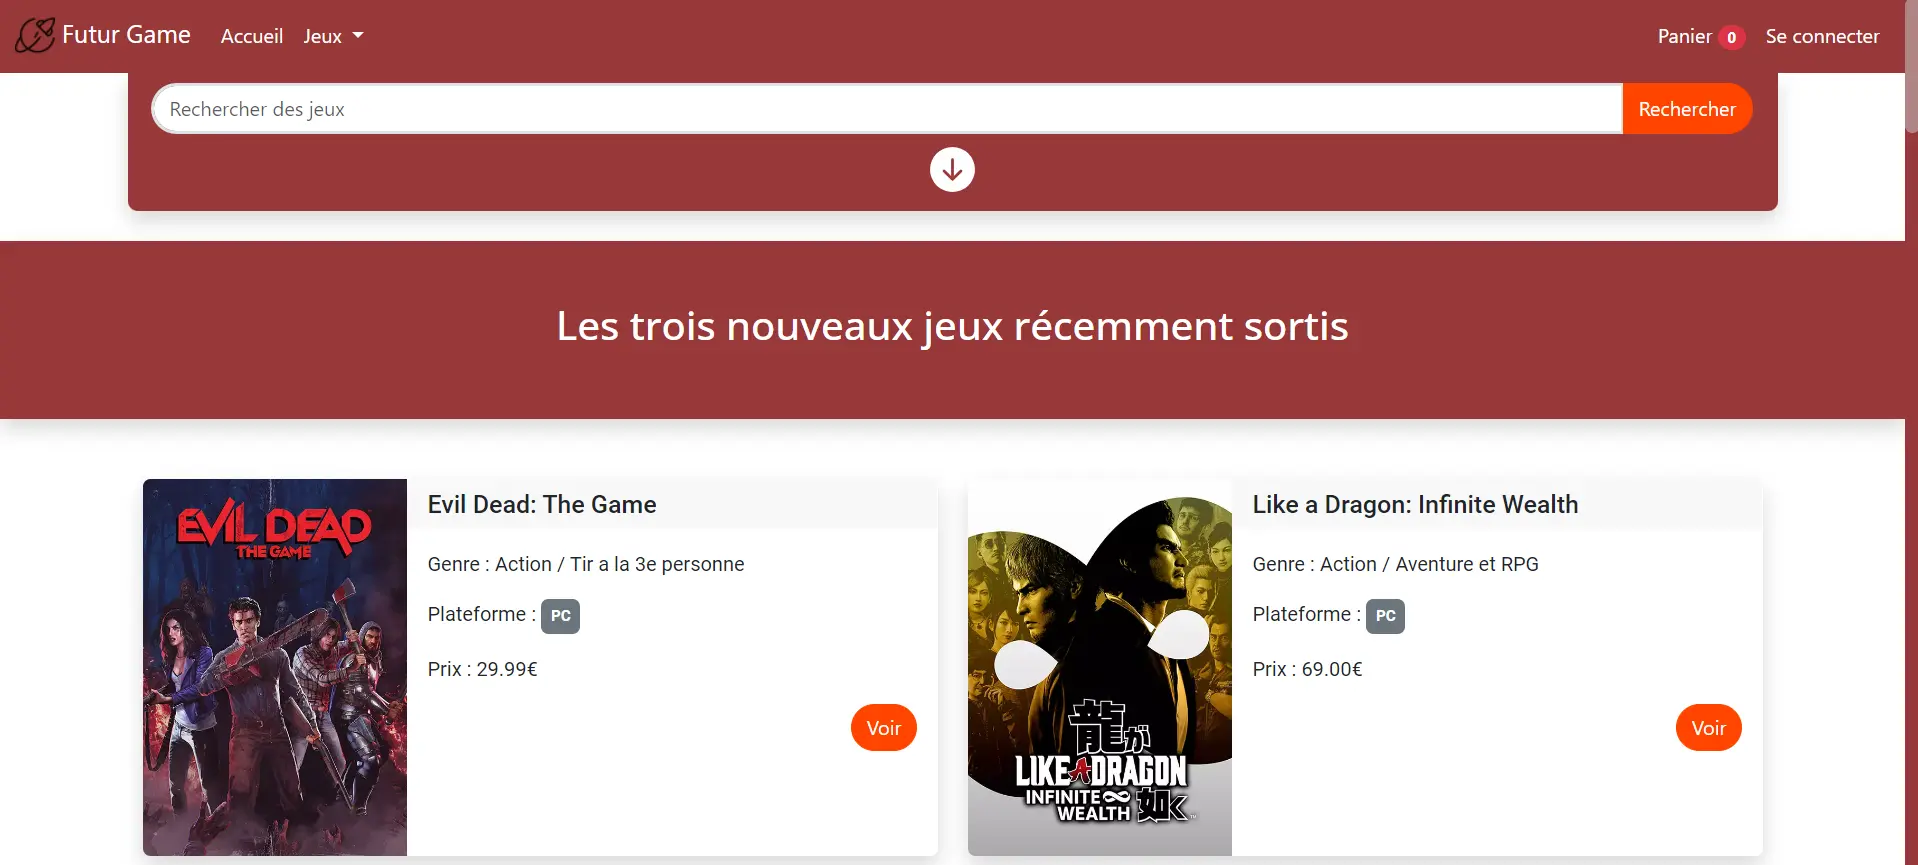 Futur Game
Accueil
Jeux
Panier 0
Se connecter
Rechercher des jeux
Rechercher
Les trois nouveaux jeux récemment sortis
EVIL DEAD
THE GAME
Evil Dead: The Game
Genre : Action / Tir a la 3e personne
Plateforme : PC
Prix : 29.99€
Voir
龍が
LIKE A DRAGON
INFINITE
WEALTH
如く
™
Like a Dragon: Infinite Wealth
Genre : Action / Aventure et RPG
Plateforme : PC
Prix : 69.00€
Voir